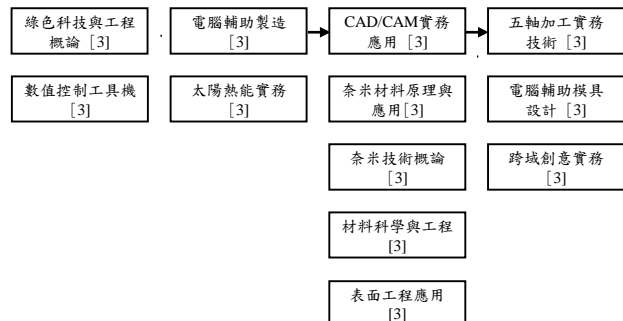 綠色科技與工程
概論 [3]
電腦輔助製造
[3]
CAD/CAM實務
應用 [3]
五軸加工實務
技術 [3]
數值控制工具機
[3]
太陽熱能實務
[3]
奈米材料原理與
應用[3]
電腦輔助模具
設計 [3]
奈米技術概論
[3]
跨域創意實務
[3]
材料科學與工程
[3]
表面工程應用
[3]